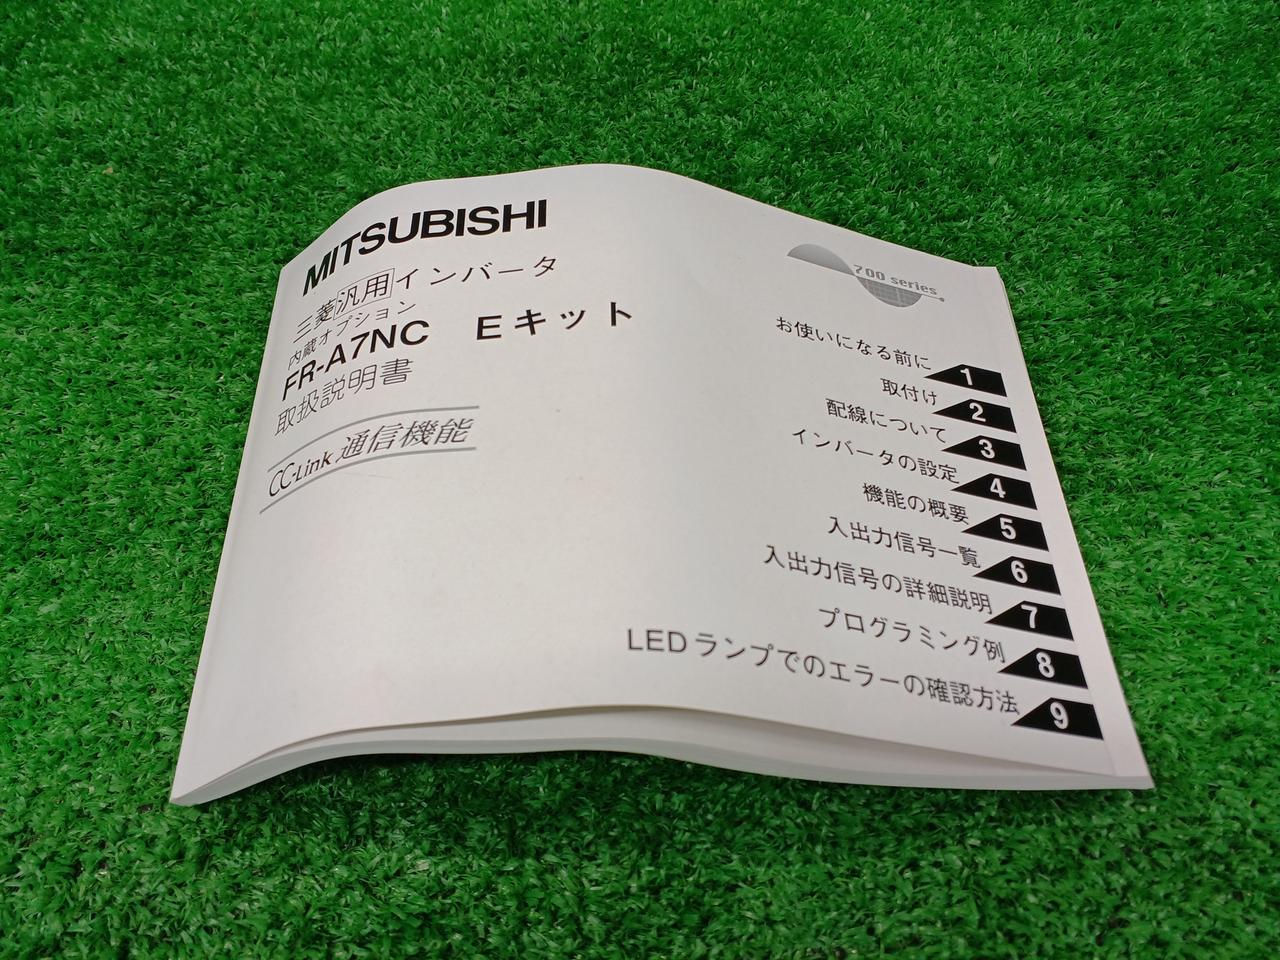 MITSUBISHI
三菱汎用インバータ
内蔵オプション
FR-A7NC Eキット
取扱説明書
CC-Link 通信機能
700 series
お使いになる前に 1
取付け 2
配線について 3
インバータの設定 4
機能の概要 5
入出力信号一覧 6
入出力信号の詳細説明 7
プログラミング例 8
LEDランプでのエラーの確認方法 9